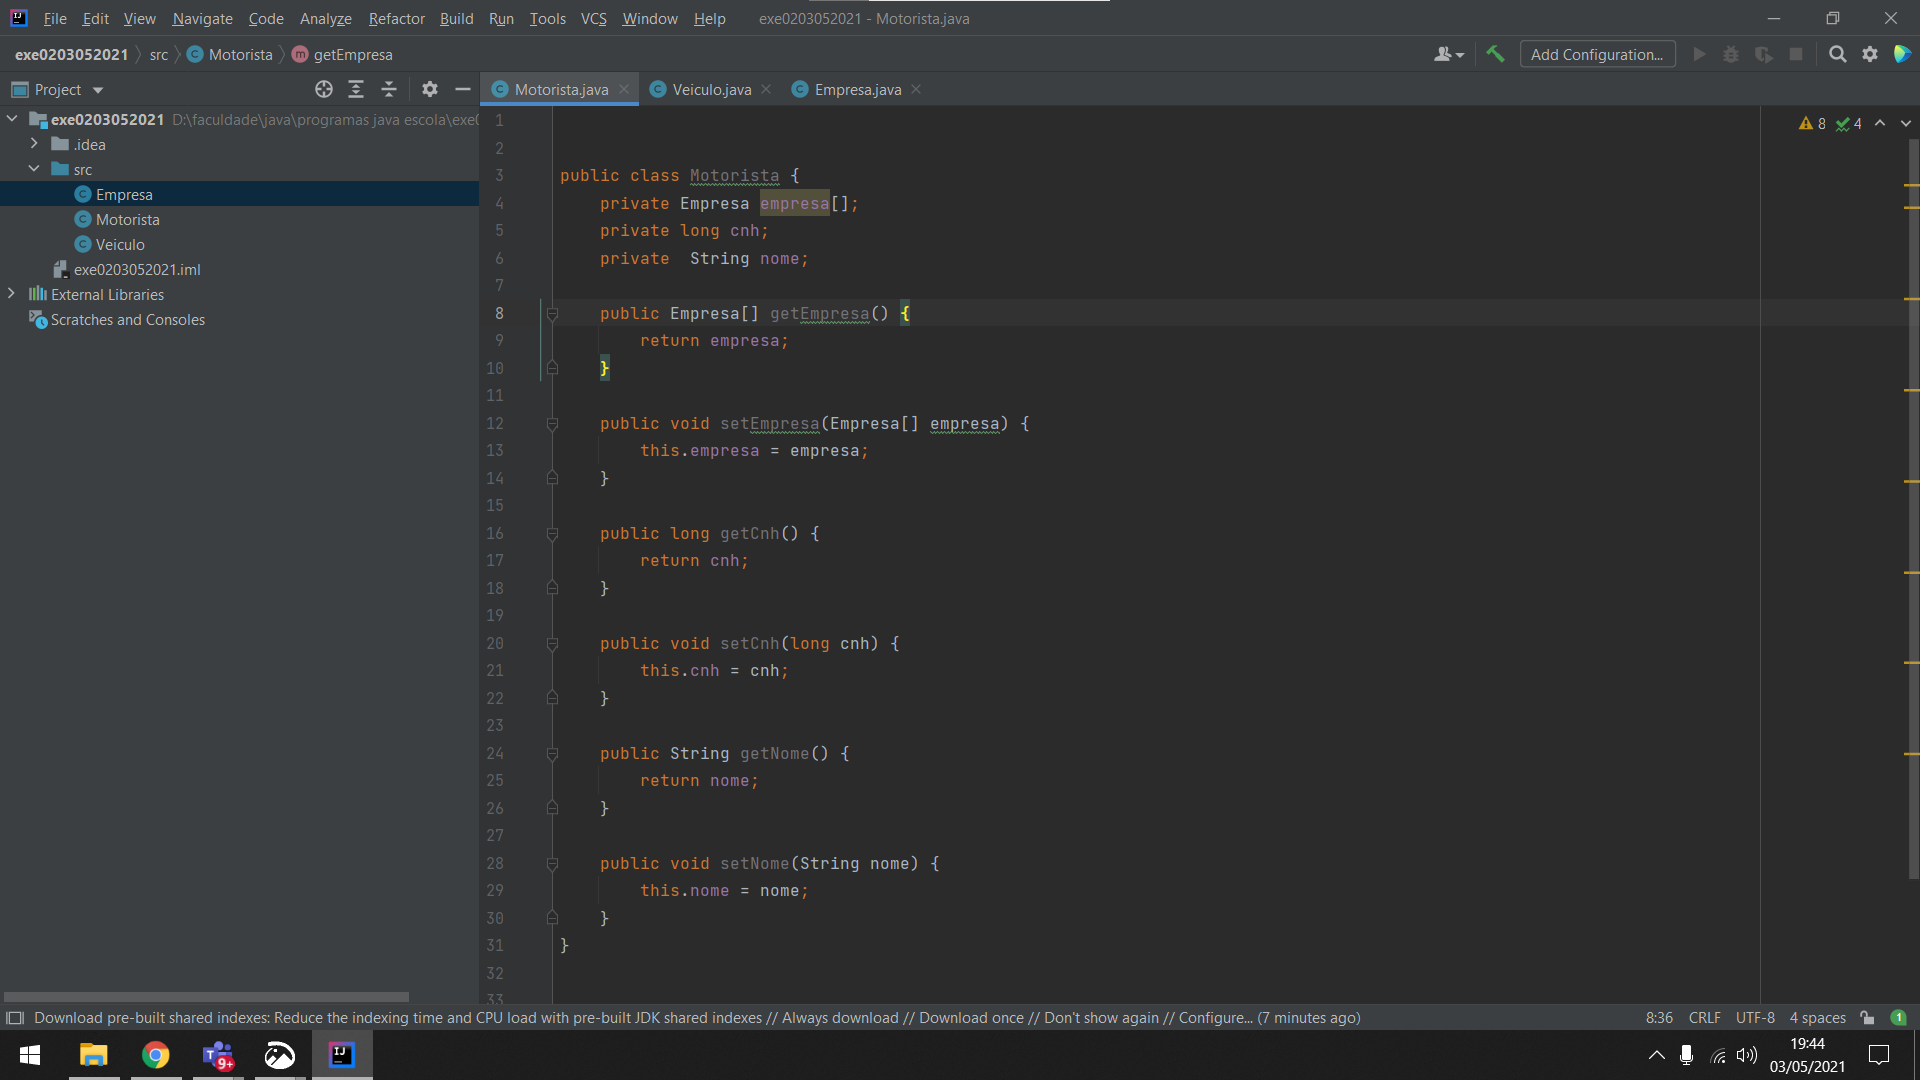 File Edit View Navigate Code Analyze Refactor Build Run Tools VCS Window Help exe0203052021 - Motorista.java
exe0203052021 src Motorista getEmpresa Add Configuration...
Project Motorista.java Veiculo.java Empresa.java
exe0203052021 D:\faculdade\java\programas java escola\exe0
.idea
src
Empresa
Motorista
Veiculo
exe0203052021.iml
External Libraries
Scratches and Consoles
8 4
1
2
3 public class Motorista {
4 private Empresa empresa[];
5 private long cnh;
6 private  String nome;
7
8 public Empresa[] getEmpresa() {
9 return empresa;
10 }
11
12 public void setEmpresa(Empresa[] empresa) {
13 this.empresa = empresa;
14 }
15
16 public long getCnh() {
17 return cnh;
18 }
19
20 public void setCnh(long cnh) {
21 this.cnh = cnh;
22 }
23
24 public String getNome() {
25 return nome;
26 }
27
28 public void setNome(String nome) {
29 this.nome = nome;
30 }
31 }
32
33
Download pre-built shared indexes: Reduce the indexing time and CPU load with pre-built JDK shared indexes // Always download // Download once // Don't show again // Configure... (7 minutes ago) 8:36 CRLF UTF-8 4 spaces 1
9+ 19:44
03/05/2021